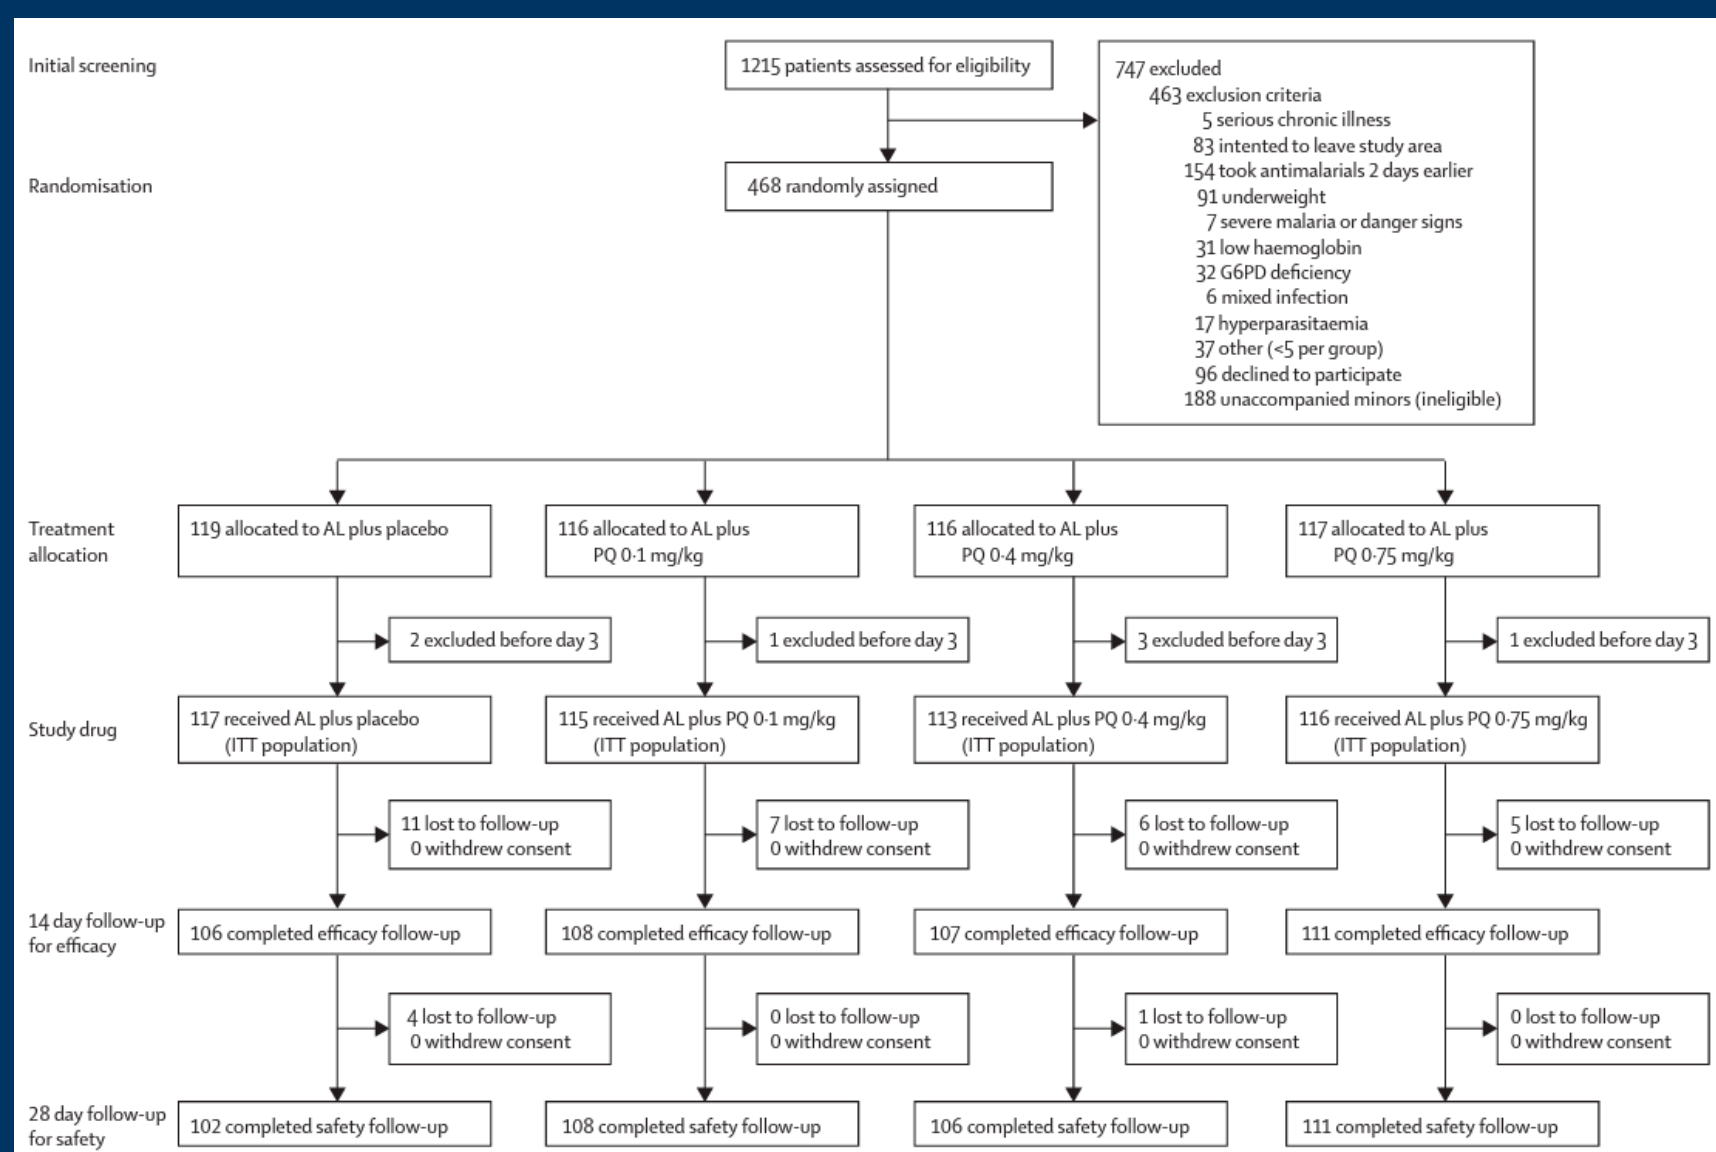 Initial screening
1215 patients assessed for eligibility
747 excluded
463 exclusion criteria
5 serious chronic illness
83 intented to leave study area
154 took antimalarials 2 days earlier
91 underweight
7 severe malaria or danger signs
31 low haemoglobin
32 G6PD deficiency
6 mixed infection
17 hyperparasitaemia
37 other (<5 per group)
96 declined to participate
188 unaccompanied minors (ineligible)
Randomisation
468 randomly assigned
Treatment
allocation
119 allocated to AL plus placebo
116 allocated to AL plus
PQ 0·1 mg/kg
116 allocated to AL plus
PQ 0·4 mg/kg
117 allocated to AL plus
PQ 0·75 mg/kg
2 excluded before day 3
1 excluded before day 3
3 excluded before day 3
1 excluded before day 3
Study drug
117 received AL plus placebo
(ITT population)
115 received AL plus PQ 0·1 mg/kg
(ITT population)
113 received AL plus PQ 0·4 mg/kg
(ITT population)
116 received AL plus PQ 0·75 mg/kg
(ITT population)
11 lost to follow-up
0 withdrew consent
7 lost to follow-up
0 withdrew consent
6 lost to follow-up
0 withdrew consent
5 lost to follow-up
0 withdrew consent
14 day follow-up
for efficacy
106 completed efficacy follow-up
108 completed efficacy follow-up
107 completed efficacy follow-up
111 completed efficacy follow-up
4 lost to follow-up
0 withdrew consent
0 lost to follow-up
0 withdrew consent
1 lost to follow-up
0 withdrew consent
0 lost to follow-up
0 withdrew consent
28 day follow-up
for safety
102 completed safety follow-up
108 completed safety follow-up
106 completed safety follow-up
111 completed safety follow-up